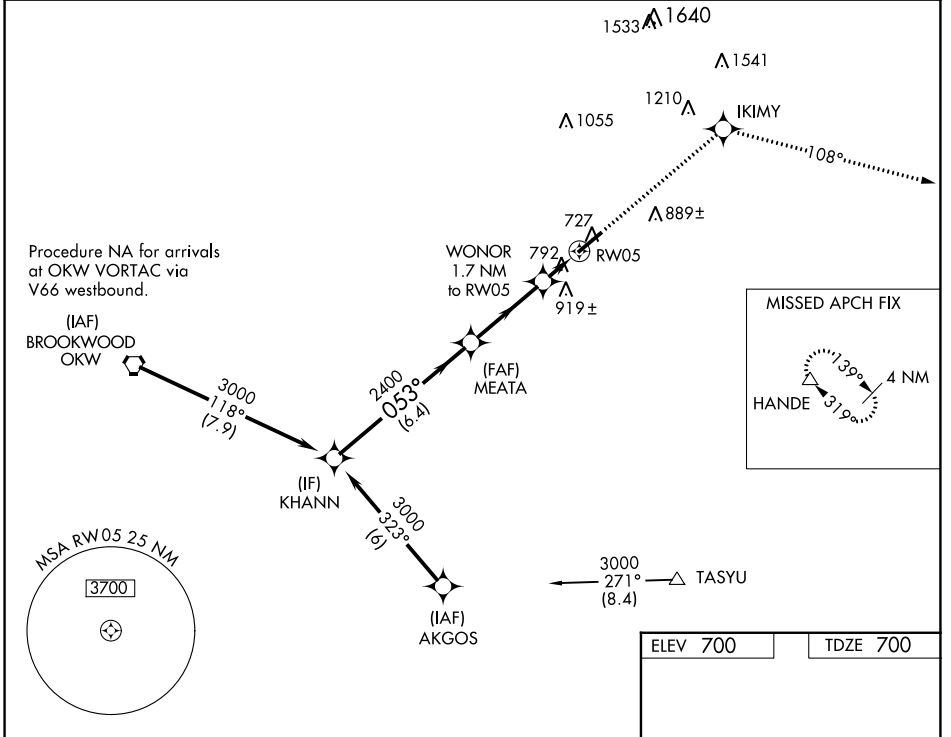 1533
1640
1541
1210
IKIMY
1055
108°
727
889±
Procedure NA for arrivals
at OKW VORTAC via
V66 westbound.
WONOR
1.7 NM
to RW05
792
RW05
919±
MISSED APCH FIX
(IAF)
BROOKWOOD
OKW
139°
4 NM
HANDE
319°
(FAF)
MEATA
2400
053°
(6.4)
3000
118°
(7.9)
(IF)
KHANN
3000
323°
(6)
MSA RW05 25 NM
3700
3000
271°
(8.4)
TASYU
(IAF)
AKGOS
ELEV 700
TDZE 700